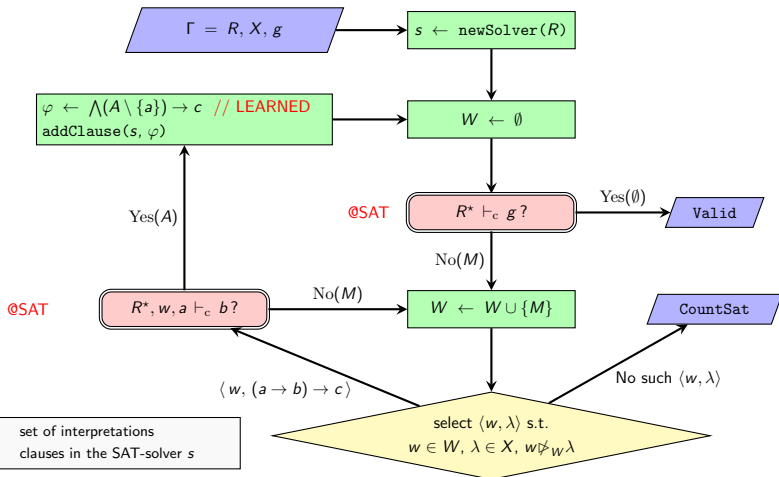 Γ = R, X, g
s ← newSolver(R)
φ ← ⋀(A \ {a}) → c // LEARNED
addClause(s, φ)
W ← ∅
Yes(A)
@SAT
R⋆ ⊢c g ?
Yes(∅)
Valid
No(M)
@SAT
R⋆, w, a ⊢c b ?
No(M)
W ← W ∪ {M}
CountSat
⟨ w, (a → b) → c ⟩
No such ⟨w, λ⟩
select ⟨w, λ⟩ s.t.
w ∈ W, λ ∈ X, w⋫W λ
set of interpretations
clauses in the SAT-solver s